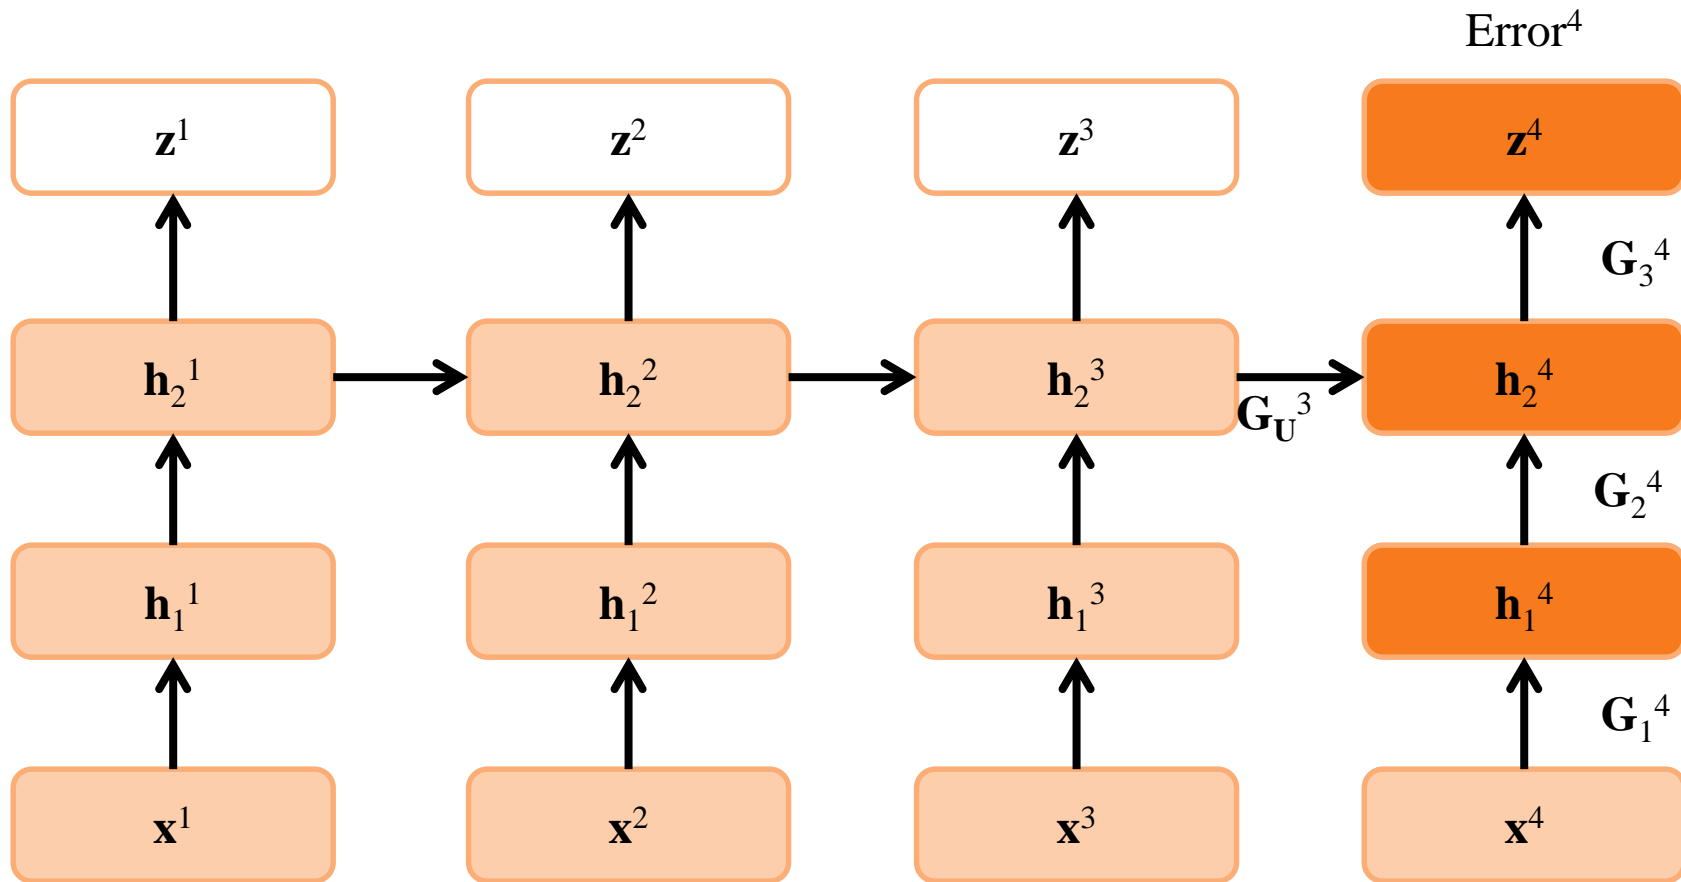 Error⁴
z¹ z² z³ z⁴
G₃⁴
h₂¹ h₂² h₂³ h₂⁴
G_U³
G₂⁴
h₁¹ h₁² h₁³ h₁⁴
G₁⁴
x¹ x² x³ x⁴